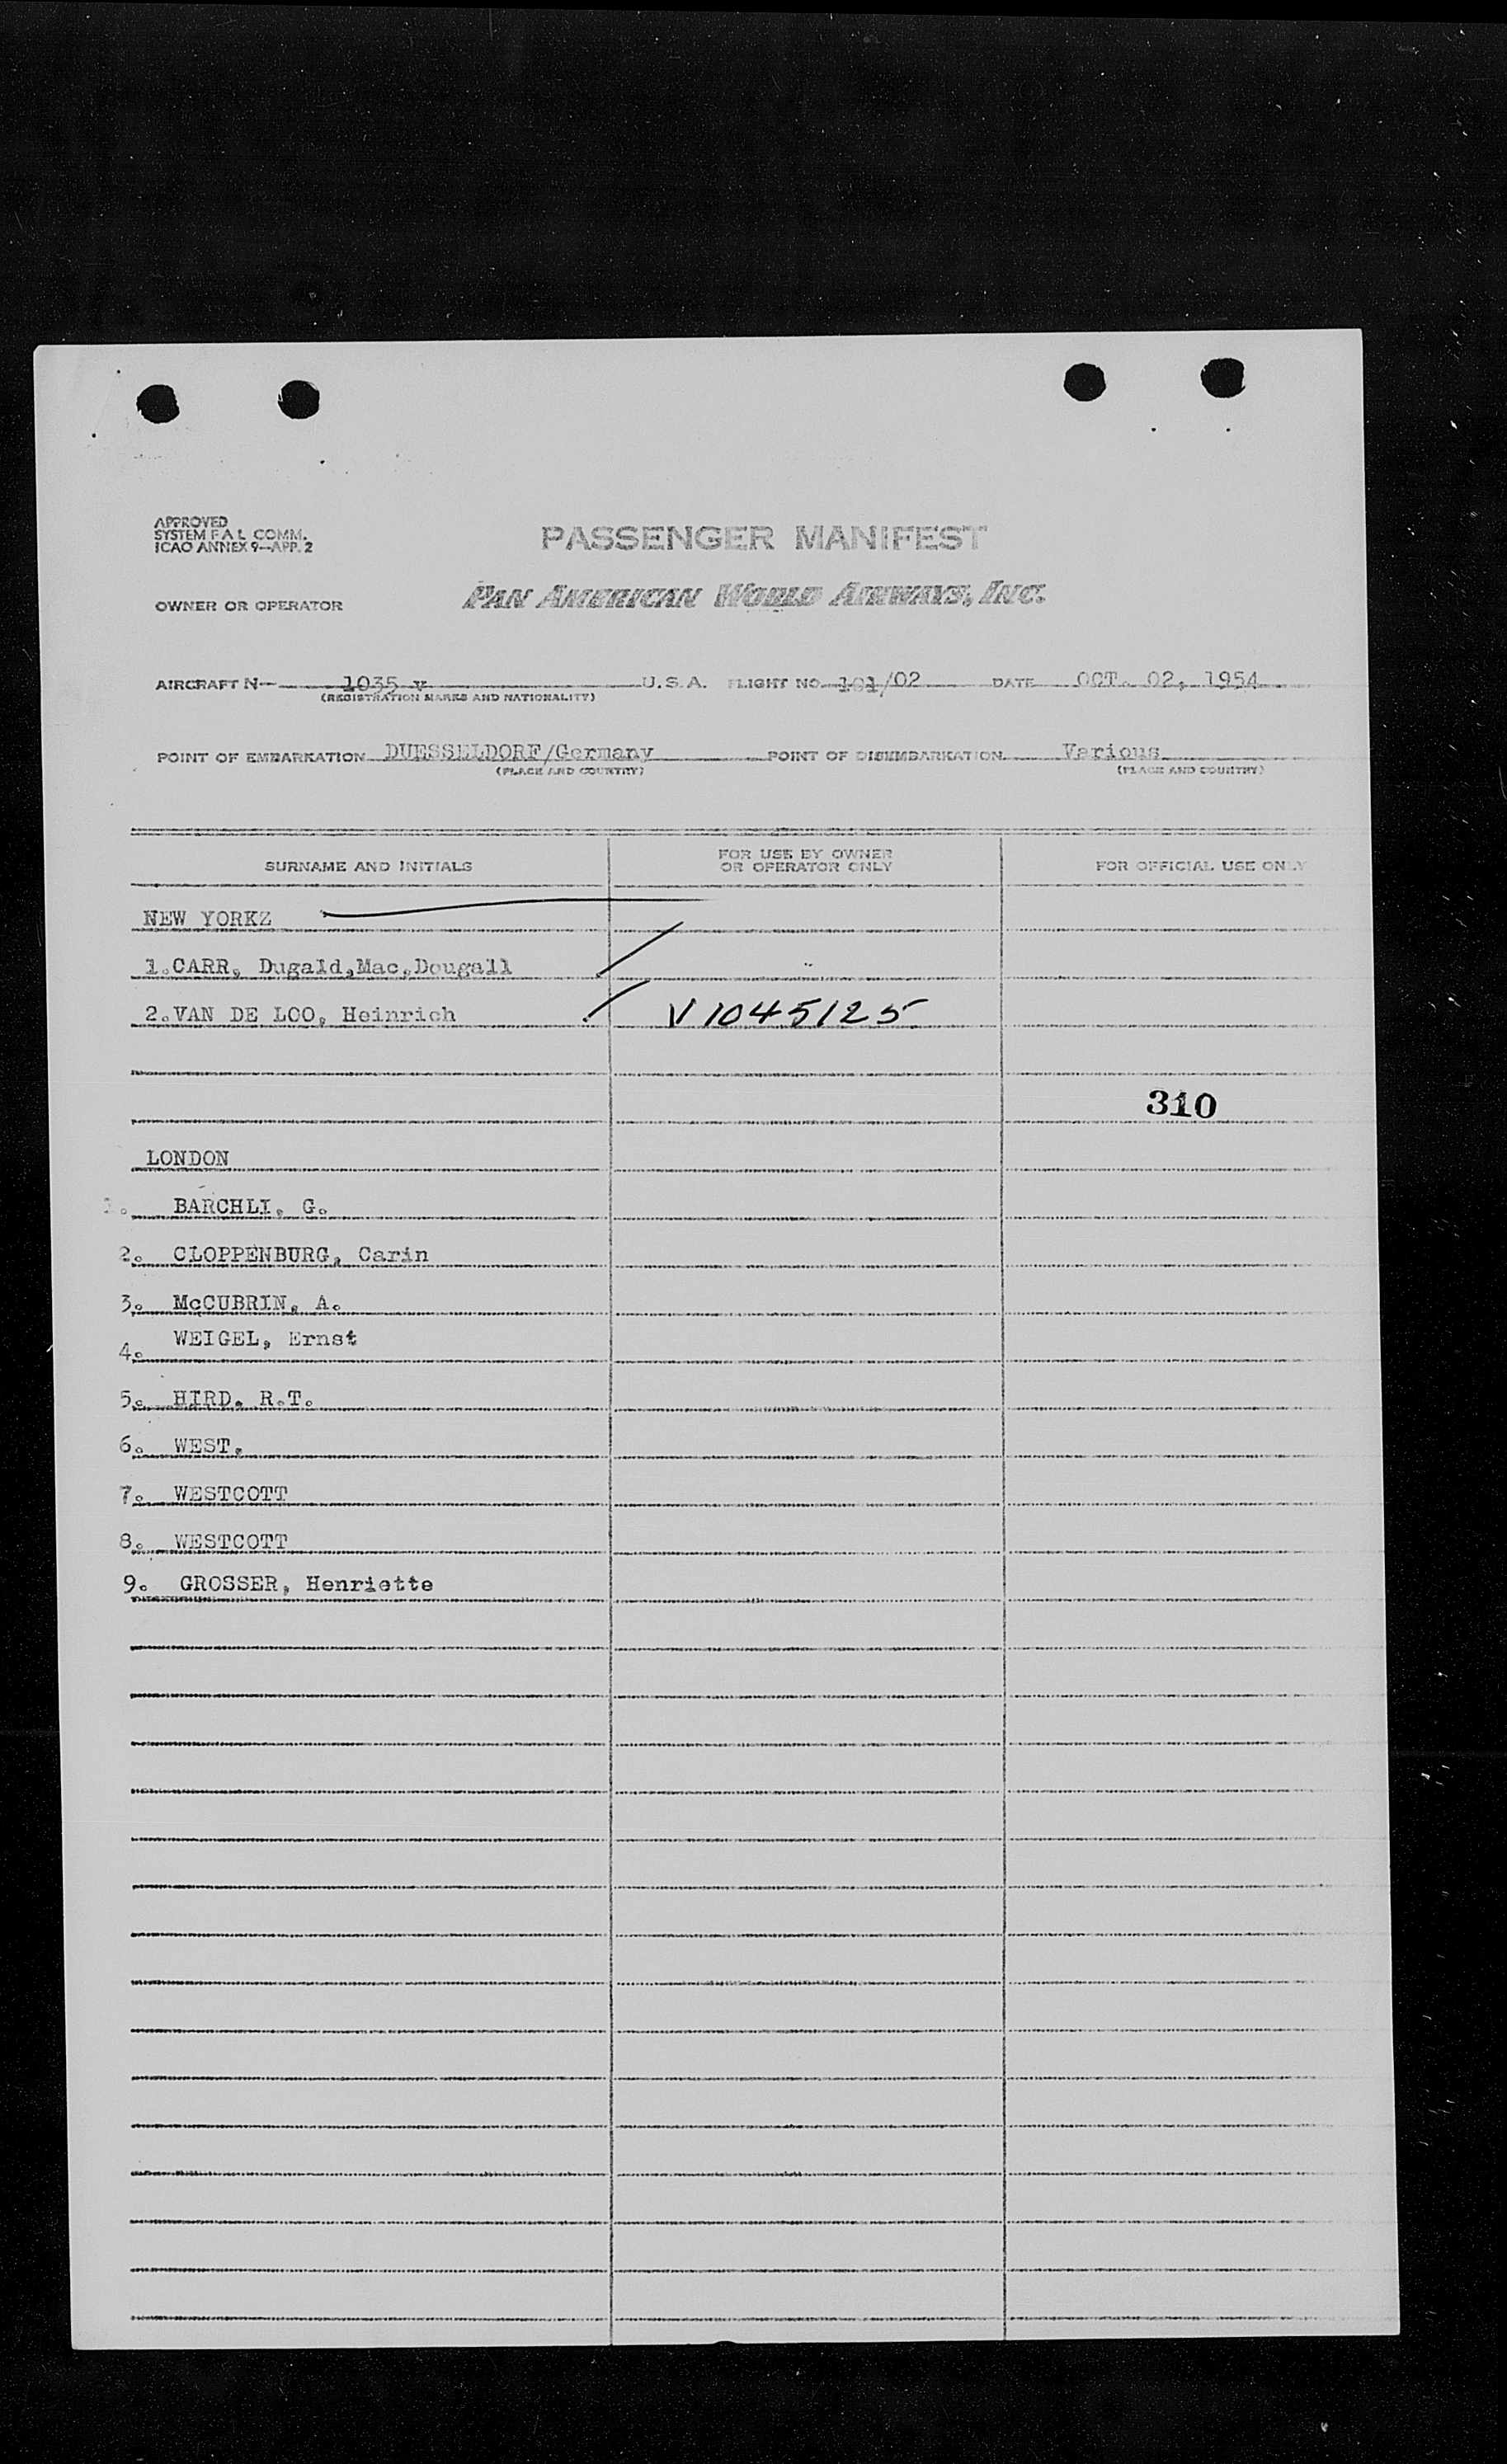 APPROVED
SYSTEM F A L COMM.
ICAO ANNEX 9—APP. 2
PASSENGER MANIFEST
OWNER OR OPERATOR
PAN AMERICAN WORLD AIRWAYS, INC.
AIRCRAFT N— 1035 v U.S.A. FLIGHT NO. 101/02 DATE OCT. 02, 1954
(REGISTRATION MARKS AND NATIONALITY)
POINT OF EMBARKATION DUESSELDORF/Germany POINT OF DISEMBARKATION Various
(PLACE AND COUNTRY) (PLACE AND COUNTRY)
SURNAME AND INITIALS
FOR USE BY OWNER
OR OPERATOR ONLY
FOR OFFICIAL USE ONLY
NEW YORKZ
1.CARR, Dugald,Mac,Dougall
2.VAN DE LOO, Heinrich V 1045125
310
LONDON
1. BARCHLI, G.
2. CLOPPENBURG, Carin
3. McCUBRIN, A.
4. WEIGEL, Ernst
5. HIRD. R.T.
6. WEST.
7. WESTCOTT
8. WESTCOTT
9. GROSSER, Henriette